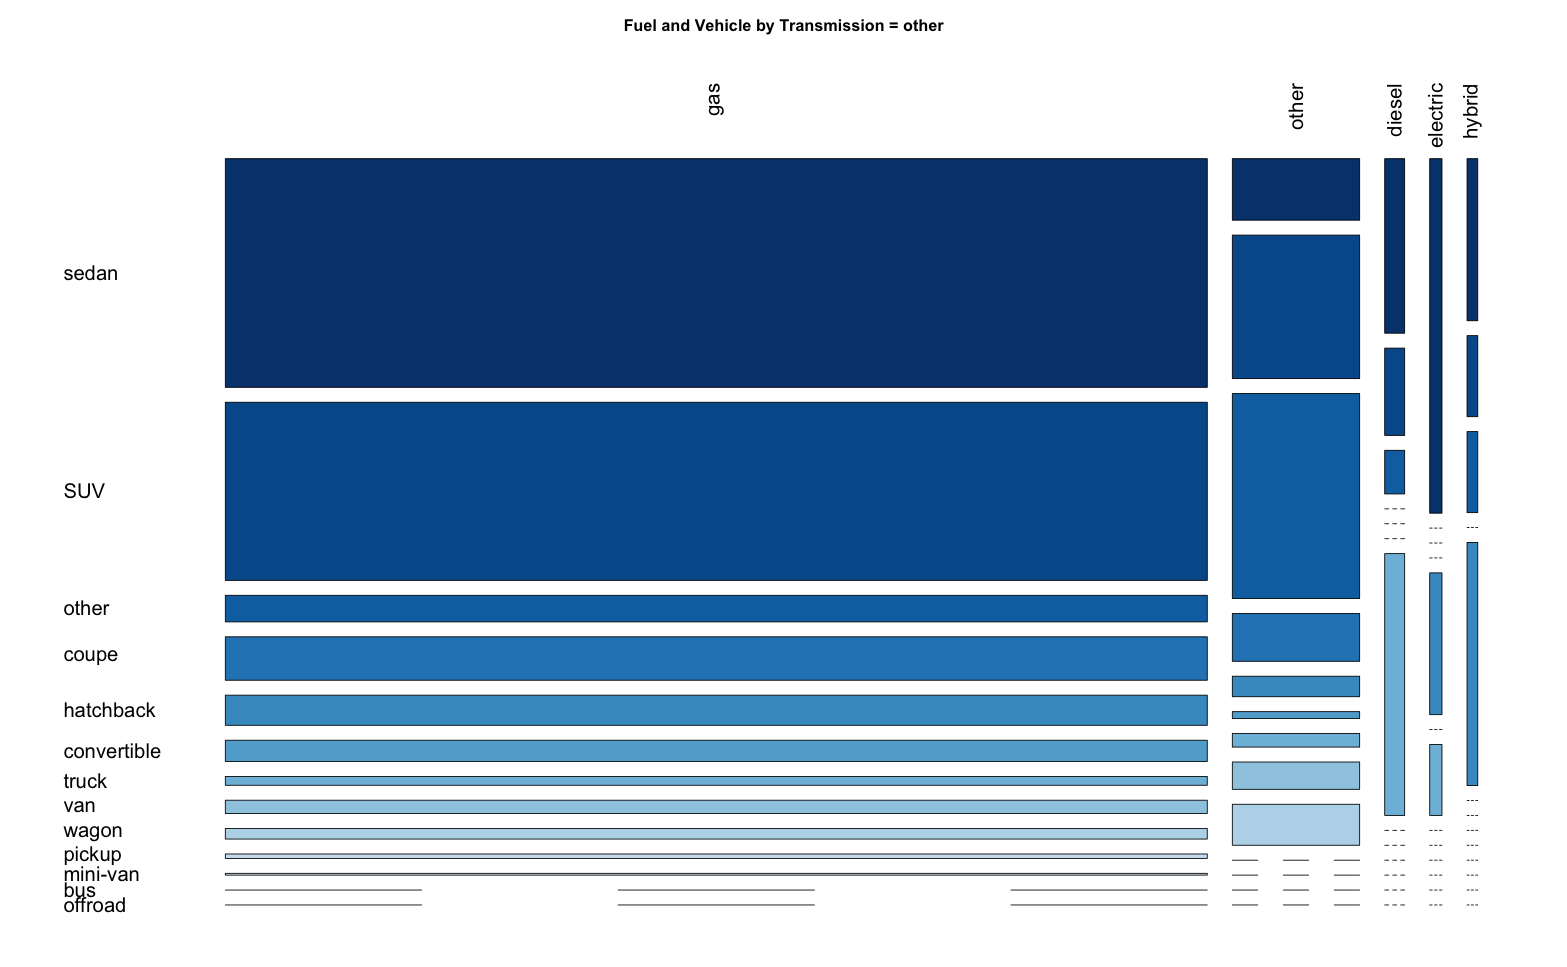 Fuel and Vehicle by Transmission = other
gas
other
diesel
electric
hybrid
sedan
SUV
other
coupe
hatchback
convertible
truck
van
wagon
pickup
mini-van
bus
offroad